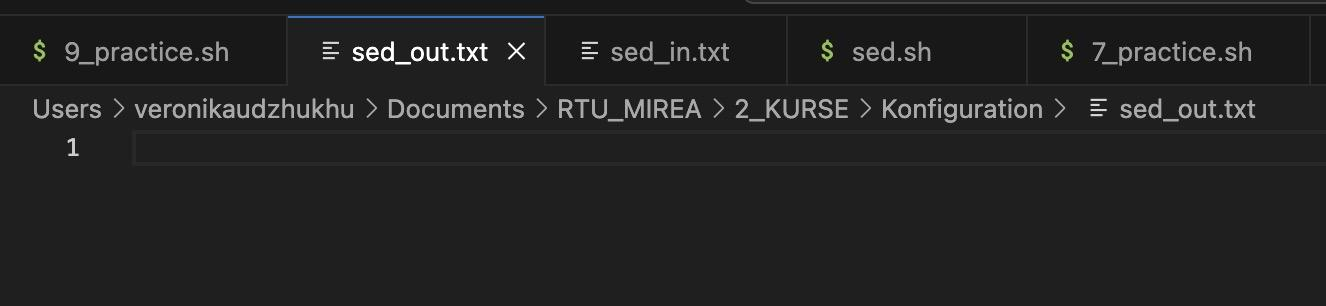 $ 9_practice.sh sed_out.txt × sed_in.txt $ sed.sh $ 7_practice.sh
Users > veronikaudzhukhu > Documents > RTU_MIREA > 2_KURSE > Konfiguration > sed_out.txt
1